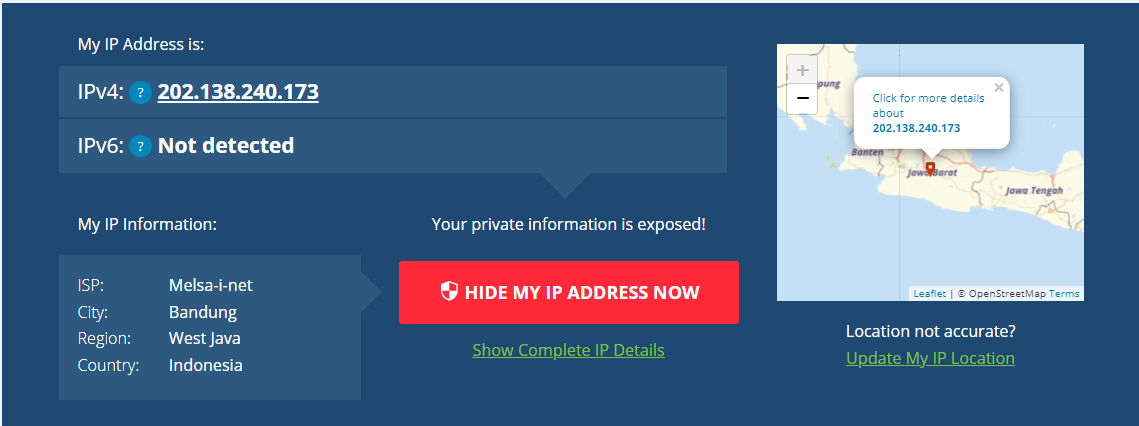 My IP Address is:
IPv4: ? 202.138.240.173
IPv6: ? Not detected
My IP Information:
ISP: Melsa-i-net
City: Bandung
Region: West Java
Country: Indonesia
Your private information is exposed!
HIDE MY IP ADDRESS NOW
Show Complete IP Details
+
−
×
Click for more details
about
202.138.240.173
pung
Banten
Jawa Barat
Jawa Tengah
Leaflet | © OpenStreetMap Terms
Location not accurate?
Update My IP Location